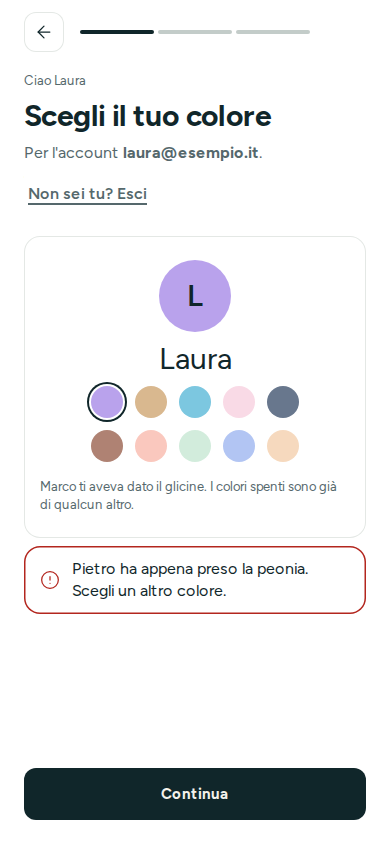 Ciao Laura
Scegli il tuo colore
Per l'account laura@esempio.it.
Non sei tu? Esci
L
Laura
Marco ti aveva dato il glicine. I colori spenti sono già
di qualcun altro.
Pietro ha appena preso la peonia.
Scegli un altro colore.
Continua